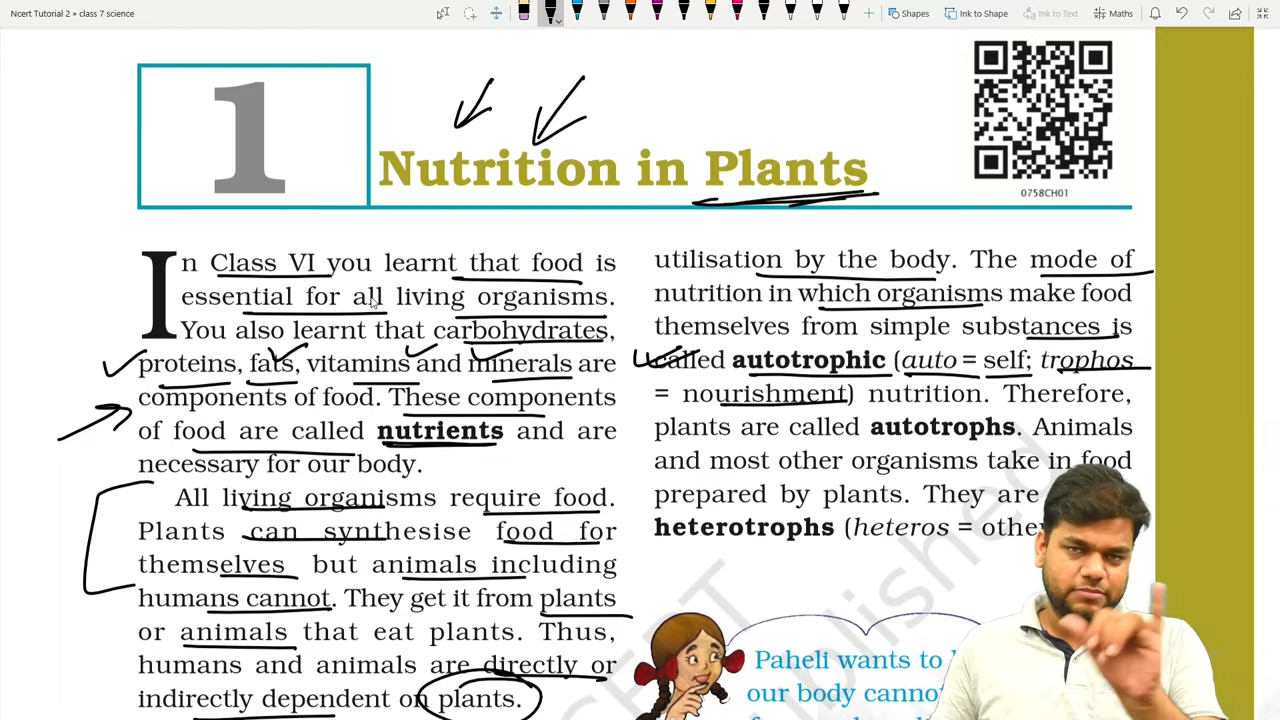 Ncert Tutorial 2 » class 7 science
Shapes
Ink to Shape
Ink to Text
Maths
1
Nutrition in Plants
0758CH01
In Class VI you learnt that food is
essential for all living organisms.
You also learnt that carbohydrates,
proteins, fats, vitamins and minerals are
components of food. These components
of food are called nutrients and are
necessary for our body.
All living organisms require food.
Plants can synthesise food for
themselves but animals including
humans cannot. They get it from plants
or animals that eat plants. Thus,
humans and animals are directly or
indirectly dependent on plants.
utilisation by the body. The mode of
nutrition in which organisms make food
themselves from simple substances is
called autotrophic (auto = self; trophos
= nourishment) nutrition. Therefore,
plants are called autotrophs. Animals
and most other organisms take in food
prepared by plants. They are
heterotrophs (heteros = other
Paheli wants to
our body